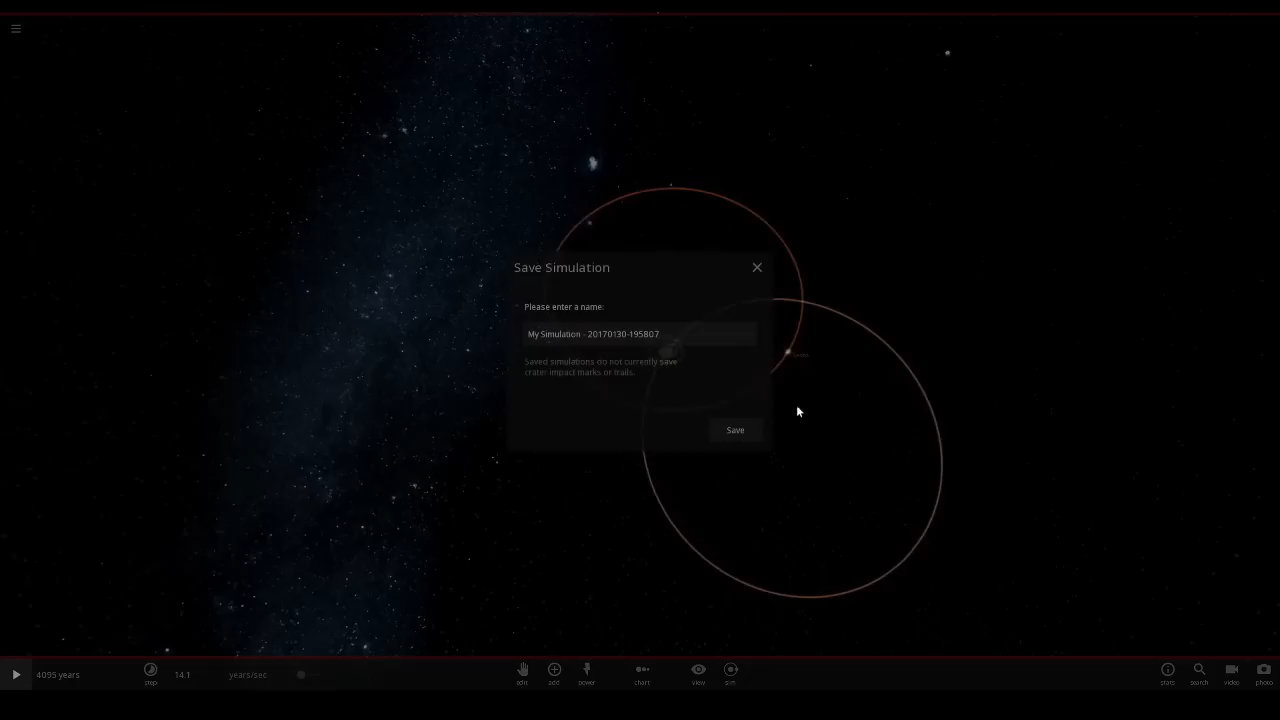 Save Simulation
Please enter a name:
My Simulation - 20170130-195807
Saved simulations do not currently save
crater impact marks or trails.
Save
4095 years
step
14.1
years/sec
edit
add
power
chart
view
sim
stats
search
video
photo